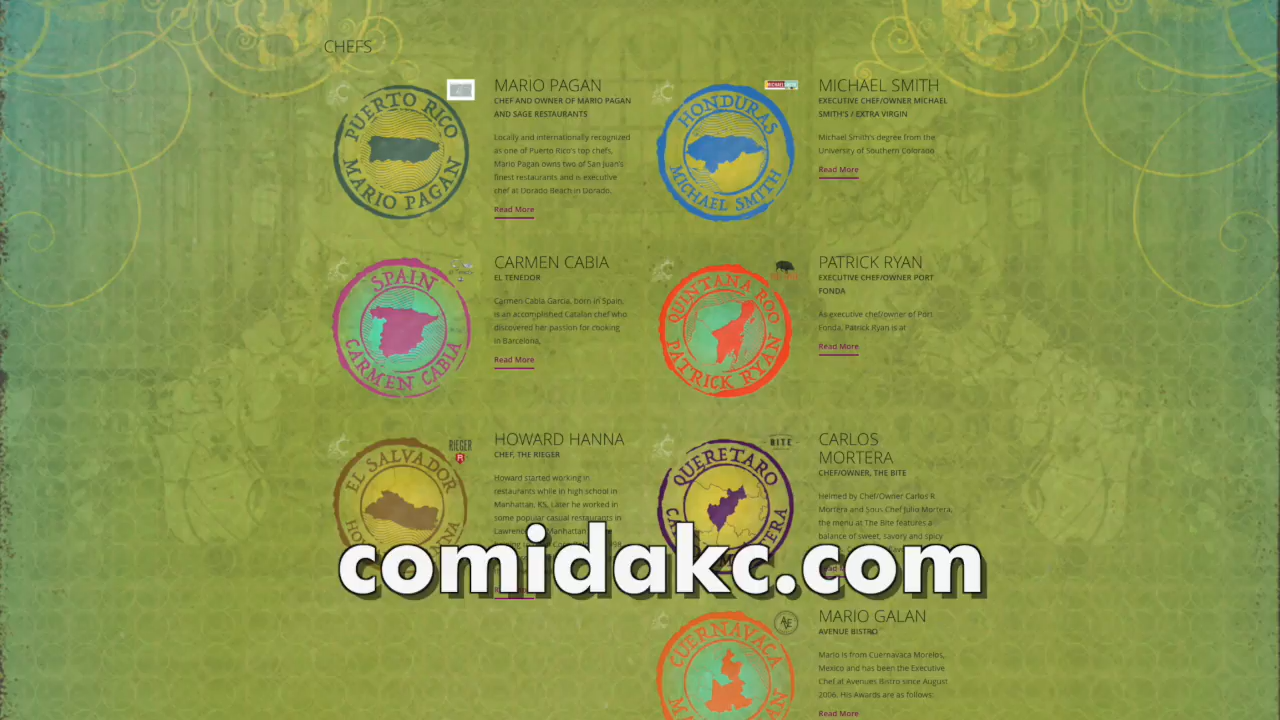 CHEFS
PUERTO RICO
MARIO PAGAN
MARIO PAGAN
CHEF AND OWNER OF MARIO PAGAN
AND SAGE RESTAURANTS
Locally and internationally recognized
as one of Puerto Rico's top chefs,
Mario Pagan owns two of San Juan's
finest restaurants and is executive
chef at Dorado Beach in Dorado,
Read More
HONDURAS
MICHAEL SMITH
MICHAEL SMITH
EXECUTIVE CHEF/OWNER MICHAEL
SMITH'S / EXTRA VIRGIN
Michael Smith's degree from the
University of Southern Colorado
Read More
SPAIN
CARMEN CABIA
CARMEN CABIA
EL TENEDOR
Carmen Cabia Garcia, born in Spain,
is an accomplished Catalan chef who
discovered her passion for cooking
in Barcelona,
Read More
QUINTANA ROO
PATRICK RYAN
PATRICK RYAN
EXECUTIVE CHEF/OWNER PORT
FONDA
As executive chef/owner of Port
Fonda, Patrick Ryan is at
Read More
EL SALVADOR
RIEGER
R
HOWARD HANNA
CHEF, THE RIEGER
Howard started working in
restaurants while in high school in
Manhattan, KS. Later he worked in
some popular casual restaurants in
QUERETARO
BITE
CARLOS
MORTERA
CHEF/OWNER, THE BITE
Helmed by Chef/Owner Carlos R.
Mortera and Sous Chef Julio Mortera,
the menu at The Bite features a
balance of sweet, savory and spicy
comidakc.com
CUERNAVACA
MARIO GALAN
AVENUE BISTRO
Mario is from Cuernavaca Morelos,
Mexico and has been the Executive
Chef at Avenues Bistro since August
2006. His Awards are as follows:
Read More